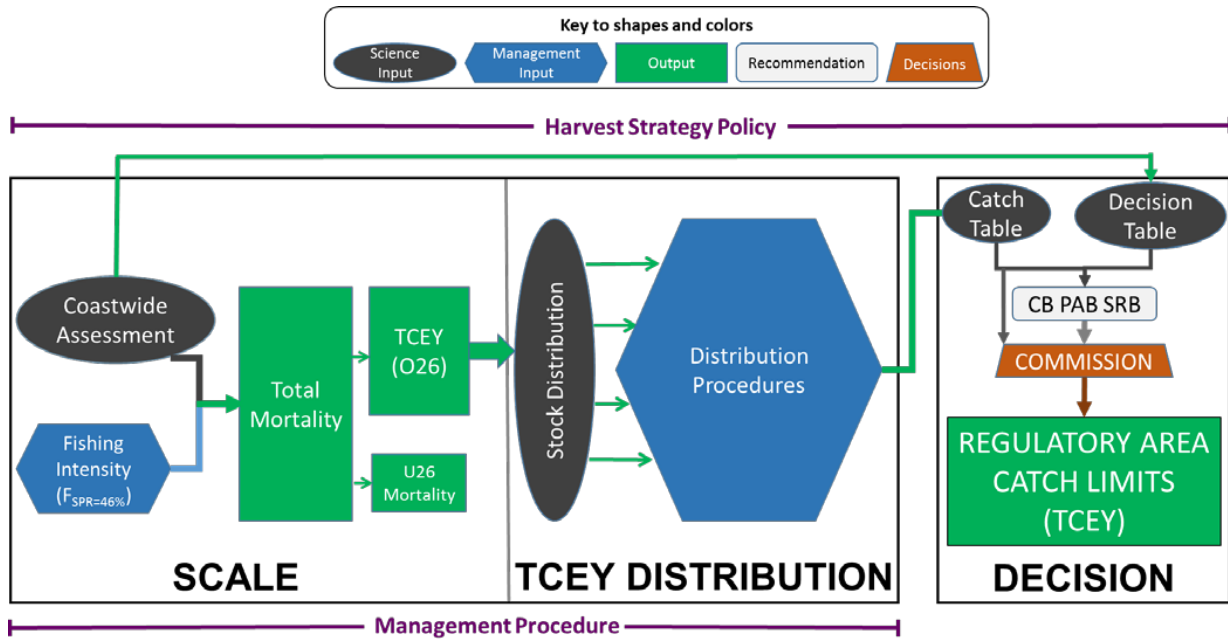 Key to shapes and colors
Science
Input
Management
Input
Output
Recommendation
Decisions
Harvest Strategy Policy
Coastwide
Assessment
Fishing
Intensity
(FSPR=46%)
Total
Mortality
TCEY
(O26)
U26
Mortality
SCALE
Stock Distribution
Distribution
Procedures
TCEY DISTRIBUTION
Catch
Table
Decision
Table
CB PAB SRB
COMMISSION
REGULATORY AREA
CATCH LIMITS
(TCEY)
DECISION
Management Procedure